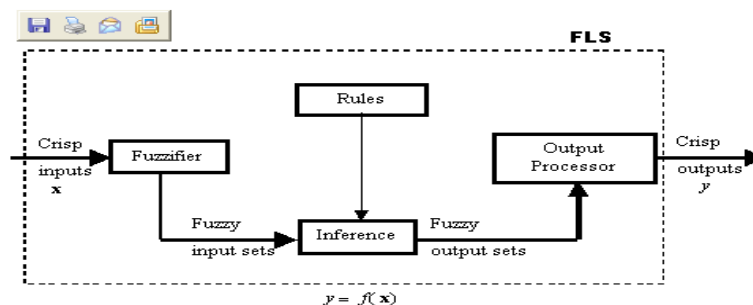 FLS
Rules
Crisp
inputs
x
Fuzzifier
Output
Processor
Crisp
outputs
y
Fuzzy
input sets
Inference
Fuzzy
output sets
y = f(x)